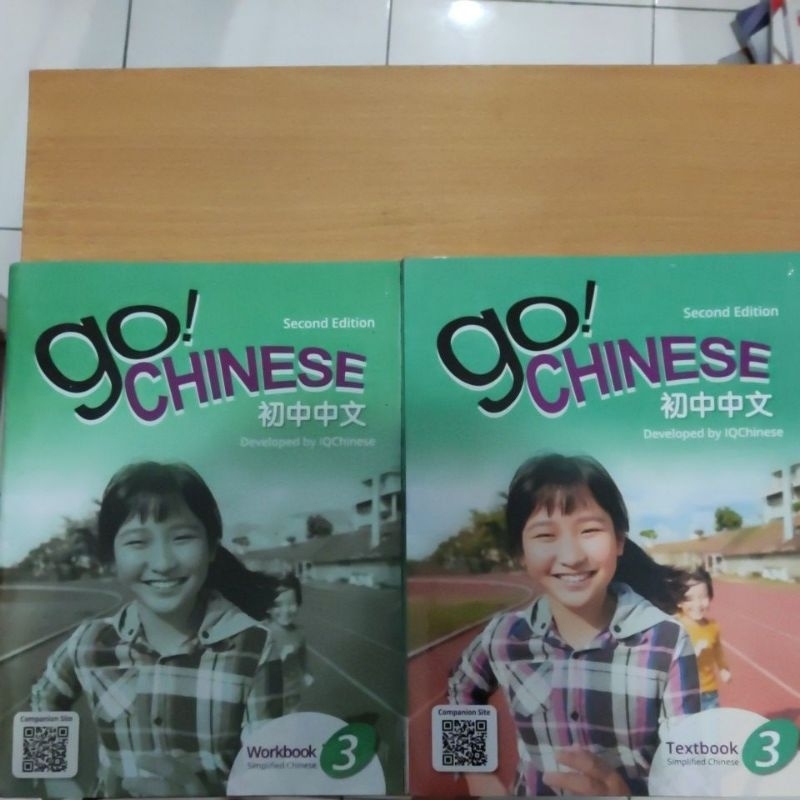 Second Edition
go!
CHINESE
初中中文
Developed by IQChinese
Companion Site
Workbook 3
Simplified Chinese
Second Edition
go!
CHINESE
初中中文
Developed by IQChinese
Companion Site
Textbook 3
Simplified Chinese